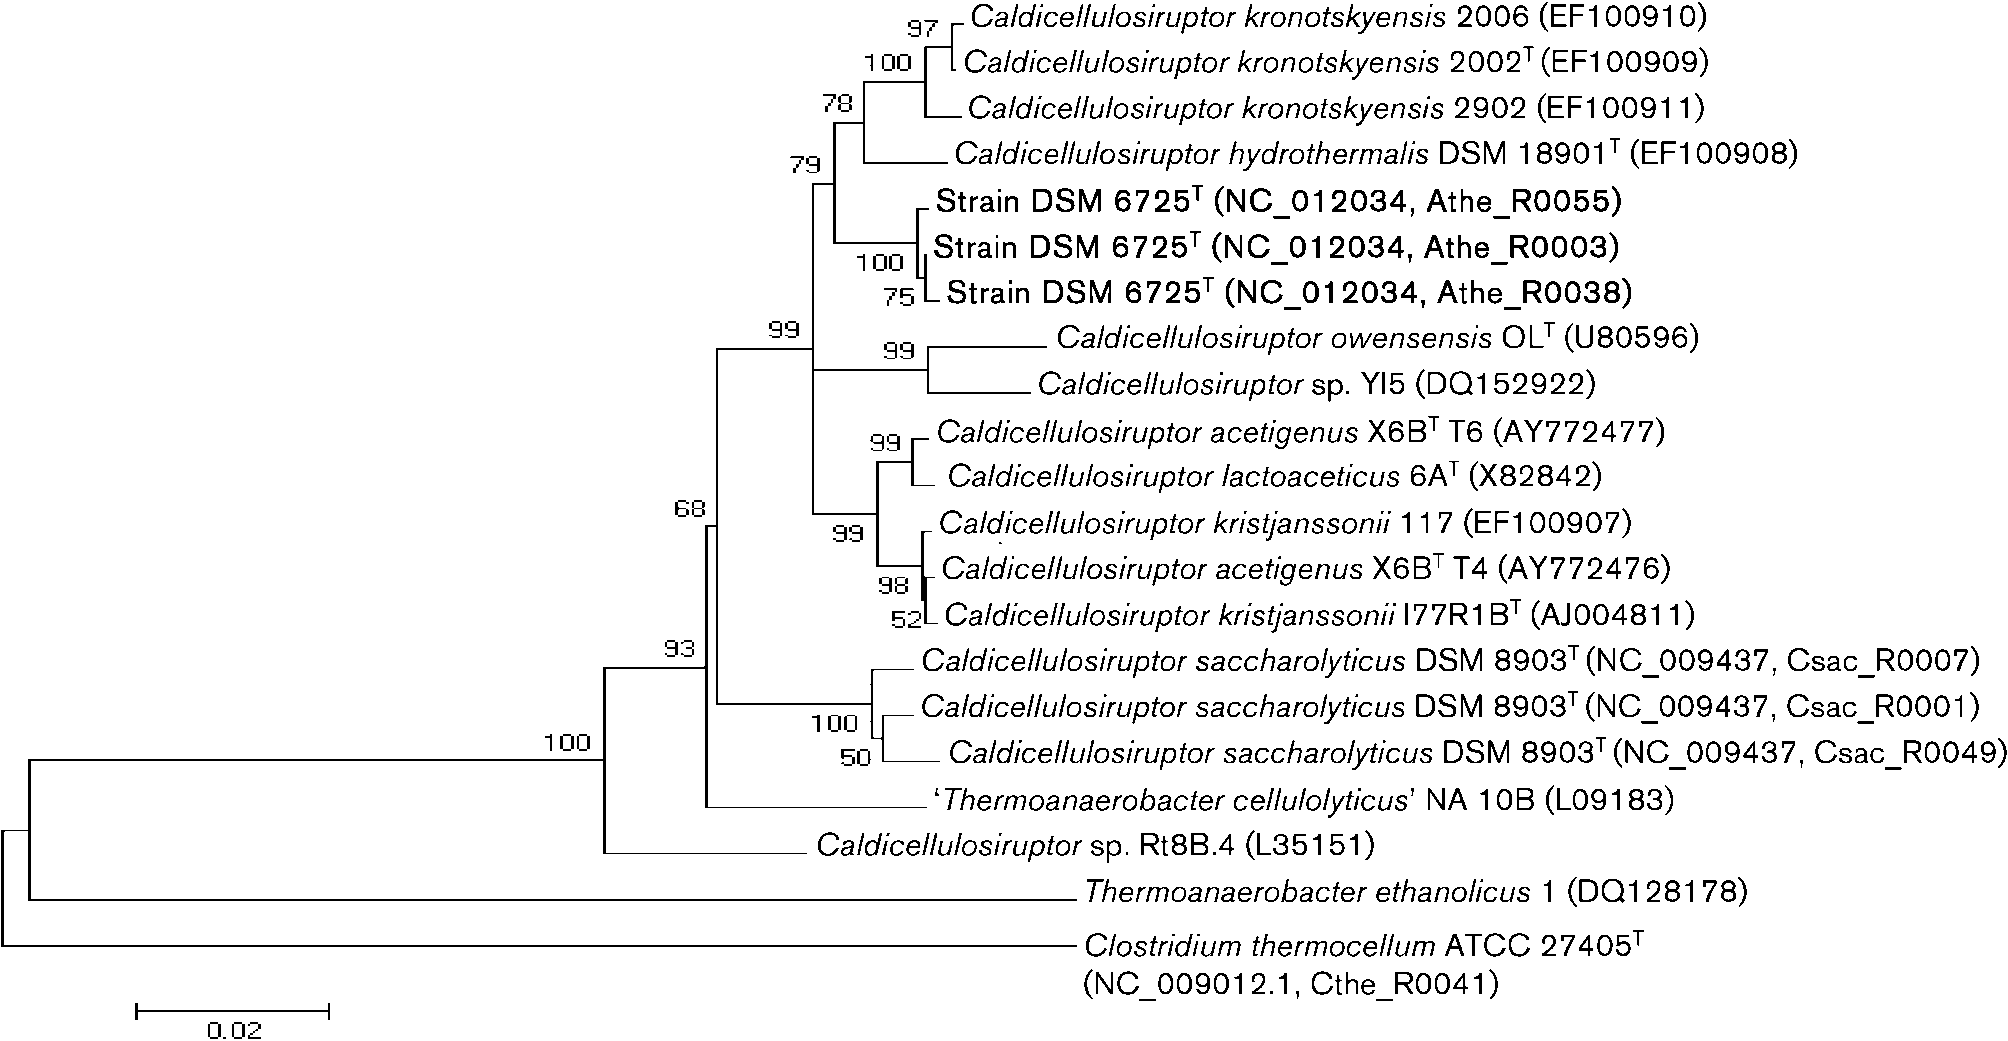 97
Caldicellulosiruptor kronotskyensis 2006 (EF100910)
100
Caldicellulosiruptor kronotskyensis 2002ᵀ (EF100909)
78
Caldicellulosiruptor kronotskyensis 2902 (EF100911)
79
Caldicellulosiruptor hydrothermalis DSM 18901ᵀ (EF100908)
Strain DSM 6725ᵀ (NC_012034, Athe_R0055)
Strain DSM 6725ᵀ (NC_012034, Athe_R0003)
100
75
Strain DSM 6725ᵀ (NC_012034, Athe_R0038)
99
Caldicellulosiruptor owensensis OLᵀ (U80596)
99
Caldicellulosiruptor sp. YI5 (DQ152922)
99
Caldicellulosiruptor acetigenus X6Bᵀ T6 (AY772477)
Caldicellulosiruptor lactoaceticus 6Aᵀ (X82842)
68
Caldicellulosiruptor kristjanssonii 117 (EF100907)
99
Caldicellulosiruptor acetigenus X6Bᵀ T4 (AY772476)
98
52
Caldicellulosiruptor kristjanssonii I77R1Bᵀ (AJ004811)
93
Caldicellulosiruptor saccharolyticus DSM 8903ᵀ (NC_009437, Csac_R0007)
Caldicellulosiruptor saccharolyticus DSM 8903ᵀ (NC_009437, Csac_R0001)
100
100
50
Caldicellulosiruptor saccharolyticus DSM 8903ᵀ (NC_009437, Csac_R0049)
‘Thermoanaerobacter cellulolyticus’ NA 10B (L09183)
Caldicellulosiruptor sp. Rt8B.4 (L35151)
Thermoanaerobacter ethanolicus 1 (DQ128178)
Clostridium thermocellum ATCC 27405ᵀ
(NC_009012.1, Cthe_R0041)
0.02